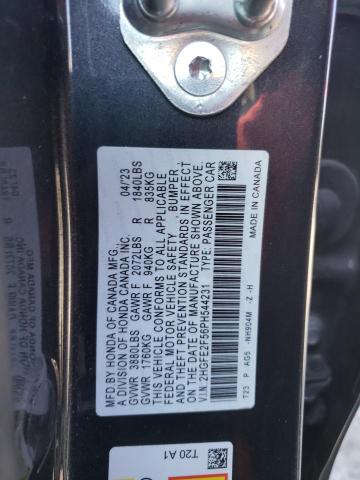 MFD BY HONDA OF CANADA MFG., 04/23
A DIVISION OF HONDA CANADA INC.
GVWR 3880LBS GAWR F 2072LBS R 1840LBS
GVWR 1760KG GAWR F 940KG R 835KG
THIS VEHICLE CONFORMS TO ALL APPLICABLE
FEDERAL MOTOR VEHICLE SAFETY, BUMPER,
AND THEFT PREVENTION STANDARDS IN EFFECT
ON THE DATE OF MANUFACTURE SHOWN ABOVE.
V.I.N. 2HGFE2F56PH544231 TYPE: PASSENGER CAR
T23 P AG5 -NH904M -Z -H MADE IN CANADA
T20 A1